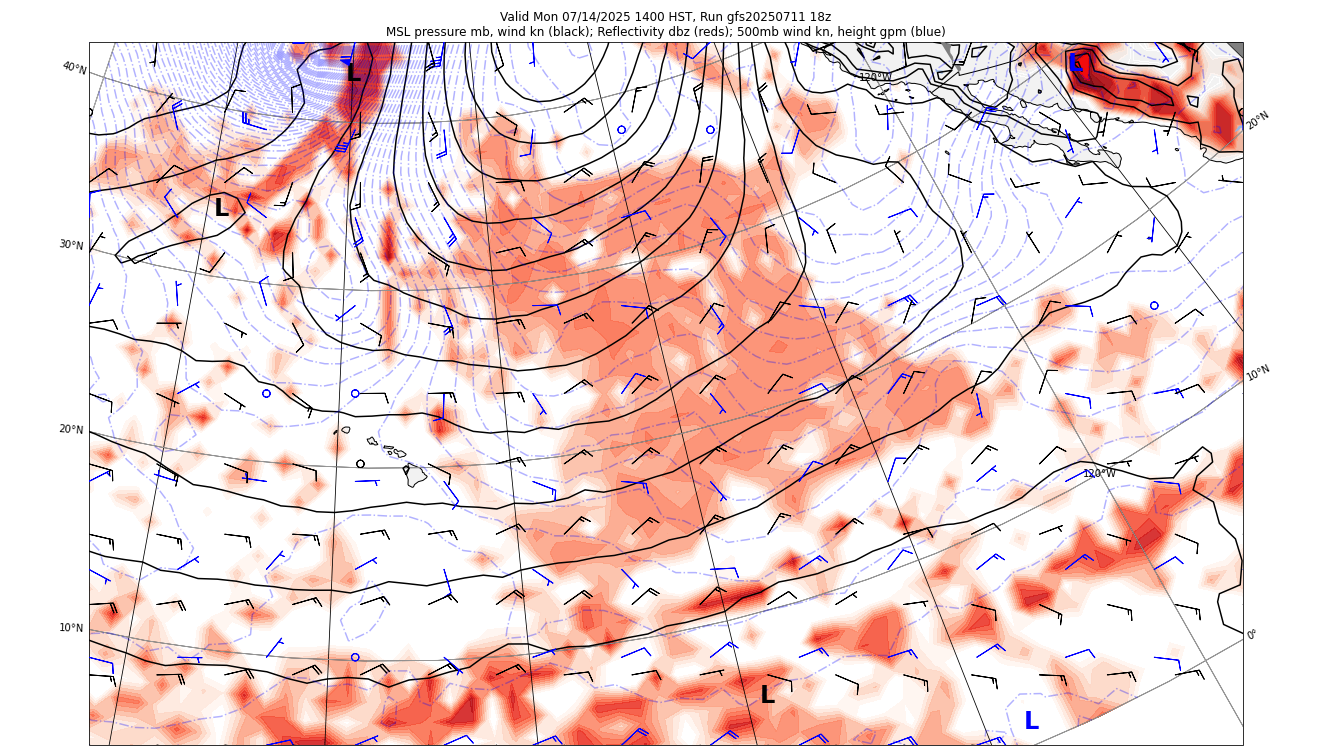 Valid Mon 07/14/2025 1400 HST, Run gfs20250711 18z
MSL pressure mb, wind kn (black); Reflectivity dbz (reds); 500mb wind kn, height gpm (blue)
40°N
L
120°W
L
20°N
L
30°N
10°N
20°N
120°W
10°N
0°
L
L